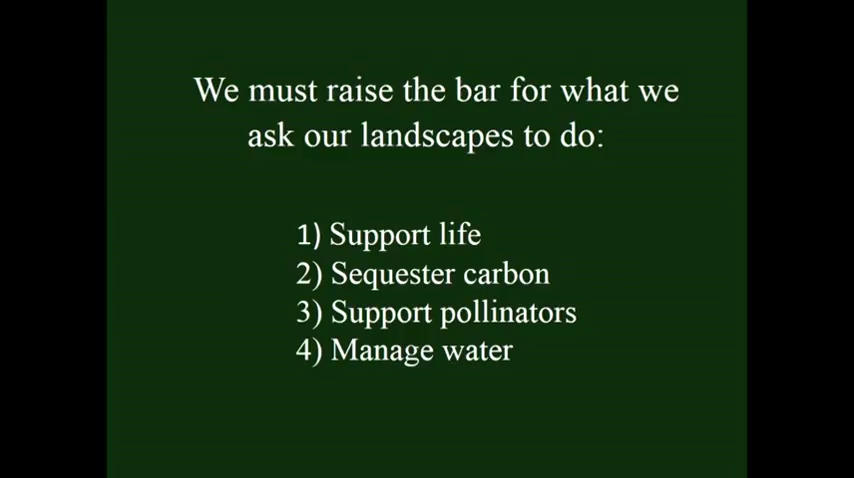 We must raise the bar for what we
ask our landscapes to do:
1) Support life
2) Sequester carbon
3) Support pollinators
4) Manage water